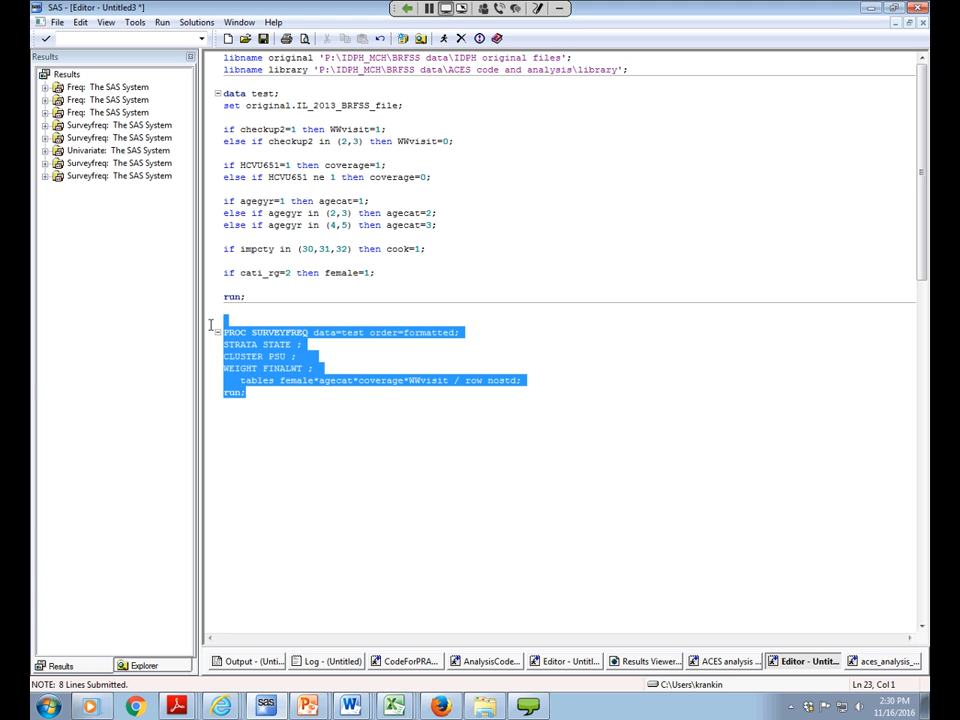 SAS - [Editor - Untitled3 *]
File Edit View Tools Run Solutions Window Help
Results
Results
Freq: The SAS System
Freq: The SAS System
Freq: The SAS System
Surveyfreq: The SAS System
Surveyfreq: The SAS System
Univariate: The SAS System
Surveyfreq: The SAS System
Surveyfreq: The SAS System
libname original 'P:\IDPH_MCH\BRFSS data\IDPH original files';
libname library 'P:\IDPH_MCH\BRFSS data\ACES code and analysis\library';
data test;
set original.IL_2013_BRFSS_file;
if checkup2=1 then WWvisit=1;
else if checkup2 in (2,3) then WWvisit=0;
if HCVU651=1 then coverage=1;
else if HCVU651 ne 1 then coverage=0;
if agegyr=1 then agecat=1;
else if agegyr in (2,3) then agecat=2;
else if agegyr in (4,5) then agecat=3;
if impcty in (30,31,32) then cook=1;
if cati_rg=2 then female=1;
run;
PROC SURVEYFREQ data=test order=formatted;
STRATA STATE ;
CLUSTER PSU ;
WEIGHT FINALWT ;
tables female*agecat*coverage*WWvisit / row nostd;
run;
Results Explorer
Output - (Unti... Log - (Untitled) CodeForPRA... AnalysisCode... Editor - Untitl... Results Viewer... ACES analysis ... Editor - Untit... aces_analysis_...
NOTE: 8 Lines Submitted. C:\Users\krankin Ln 23, Col 1
2:30 PM
11/16/2016